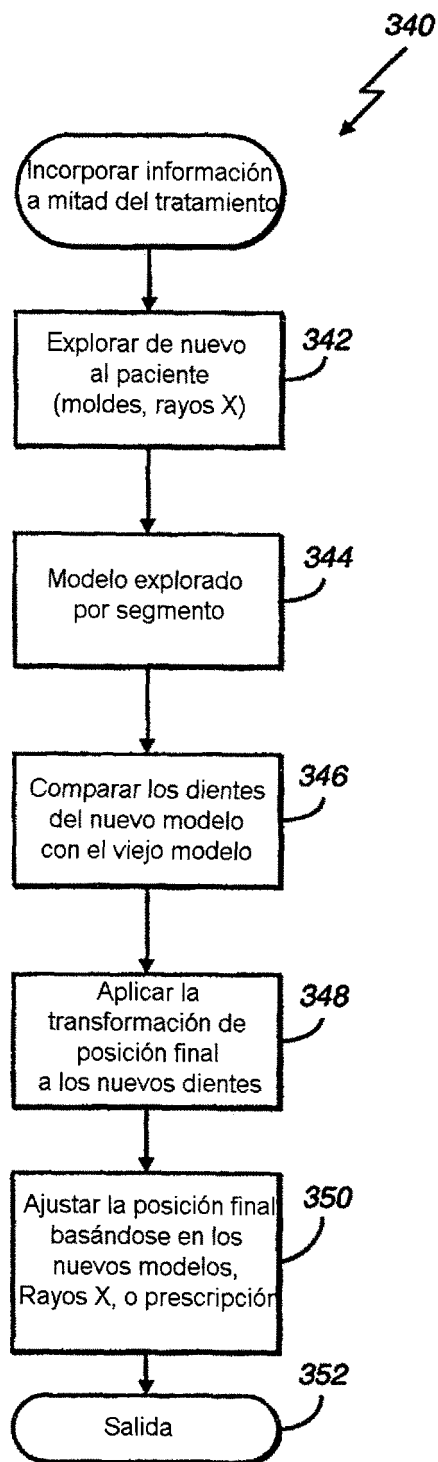 340
Incorporar información
a mitad del tratamiento
Explorar de nuevo
al paciente
(moldes, rayos X)
342
Modelo explorado
por segmento
344
Comparar los dientes
del nuevo modelo
con el viejo modelo
346
Aplicar la
transformación de
posición final
a los nuevos dientes
348
Ajustar la posición final
basándose en los
nuevos modelos,
Rayos X, o prescripción
350
Salida
352